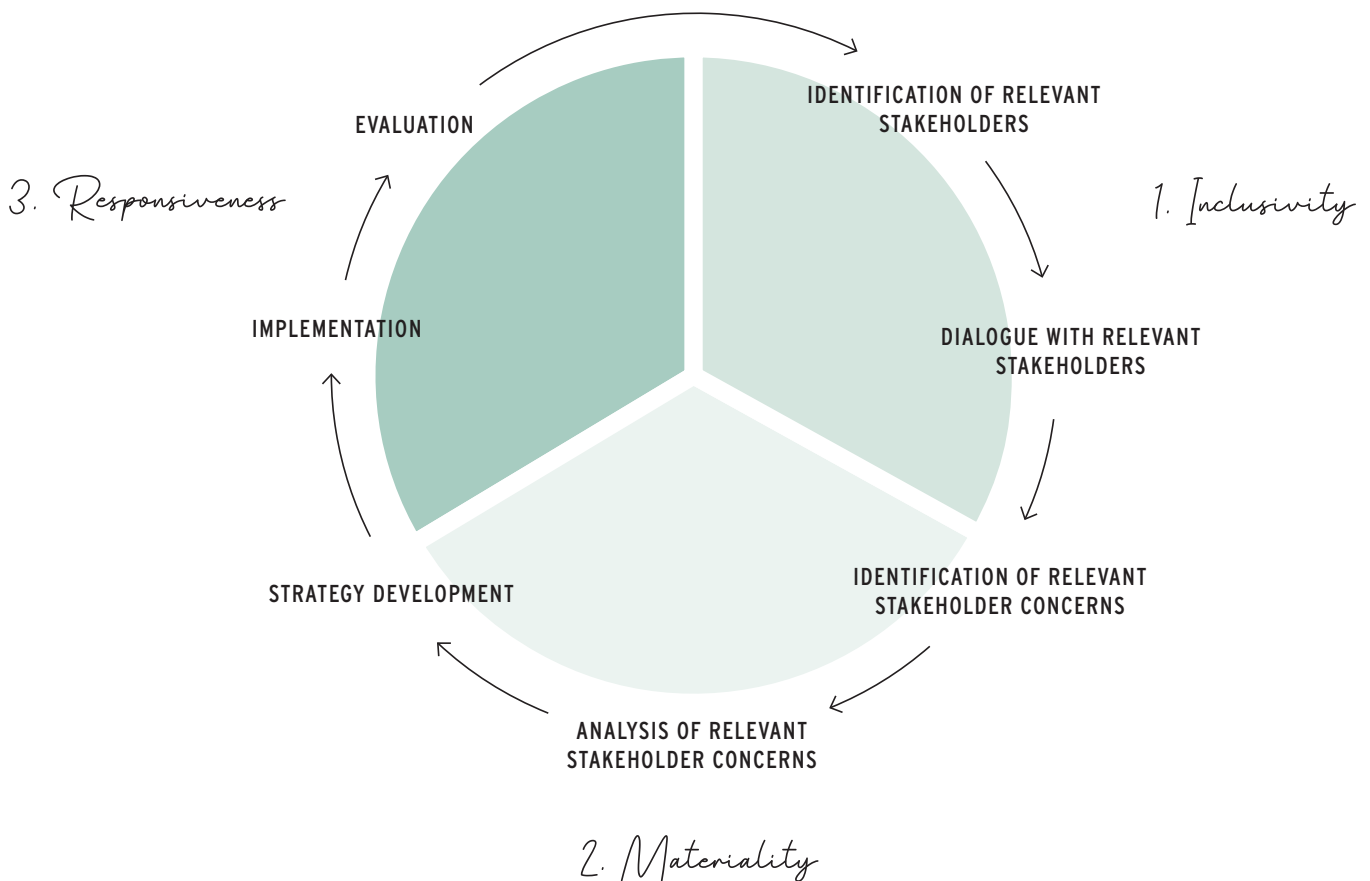 IDENTIFICATION OF RELEVANT
STAKEHOLDERS
1. Inclusivity
DIALOGUE WITH RELEVANT
STAKEHOLDERS
IDENTIFICATION OF RELEVANT
STAKEHOLDER CONCERNS
ANALYSIS OF RELEVANT
STAKEHOLDER CONCERNS
2. Materiality
STRATEGY DEVELOPMENT
IMPLEMENTATION
3. Responsiveness
EVALUATION